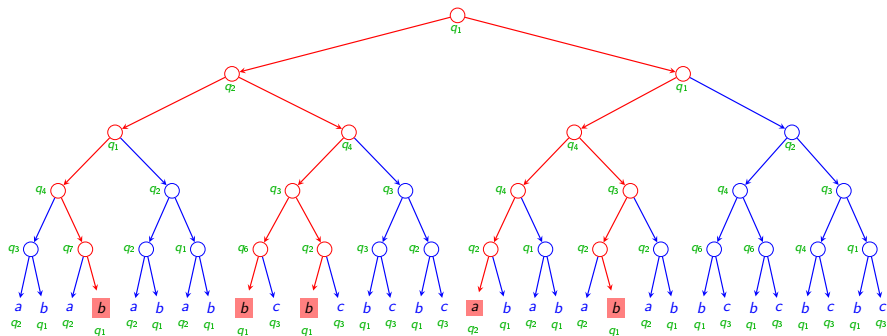 q1
q2 q1
q1 q4 q4 q2
q4 q2 q3 q3 q4 q3 q4 q3
q3 q7 q2 q1 q6 q2 q3 q2 q2 q1 q2 q2 q6 q6 q4 q1
a b a b a b a b b c b c b c b c a b a b a b a b b c b c b c b c
q2 q1 q2 q1 q2 q1 q2 q1 q1 q3 q1 q3 q1 q3 q1 q3 q2 q1 q2 q1 q2 q1 q2 q1 q1 q3 q1 q3 q1 q3 q1 q3